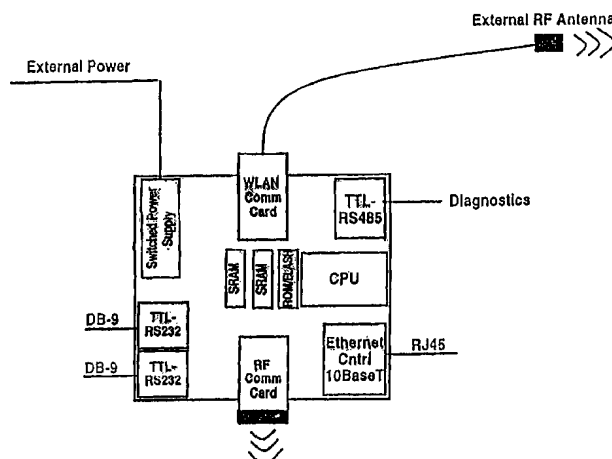 External RF Antenna
External Power
WLAN
Comm
Card
TTL-
RS485
Diagnostics
Switched Power
Supply
SRAM
SRAM
ROM/FLASH
CPU
DB-9
TTL-
RS232
DB-9
TTL-
RS232
RF
Comm
Card
Ethernet
Cntrl
10BaseT
RJ45